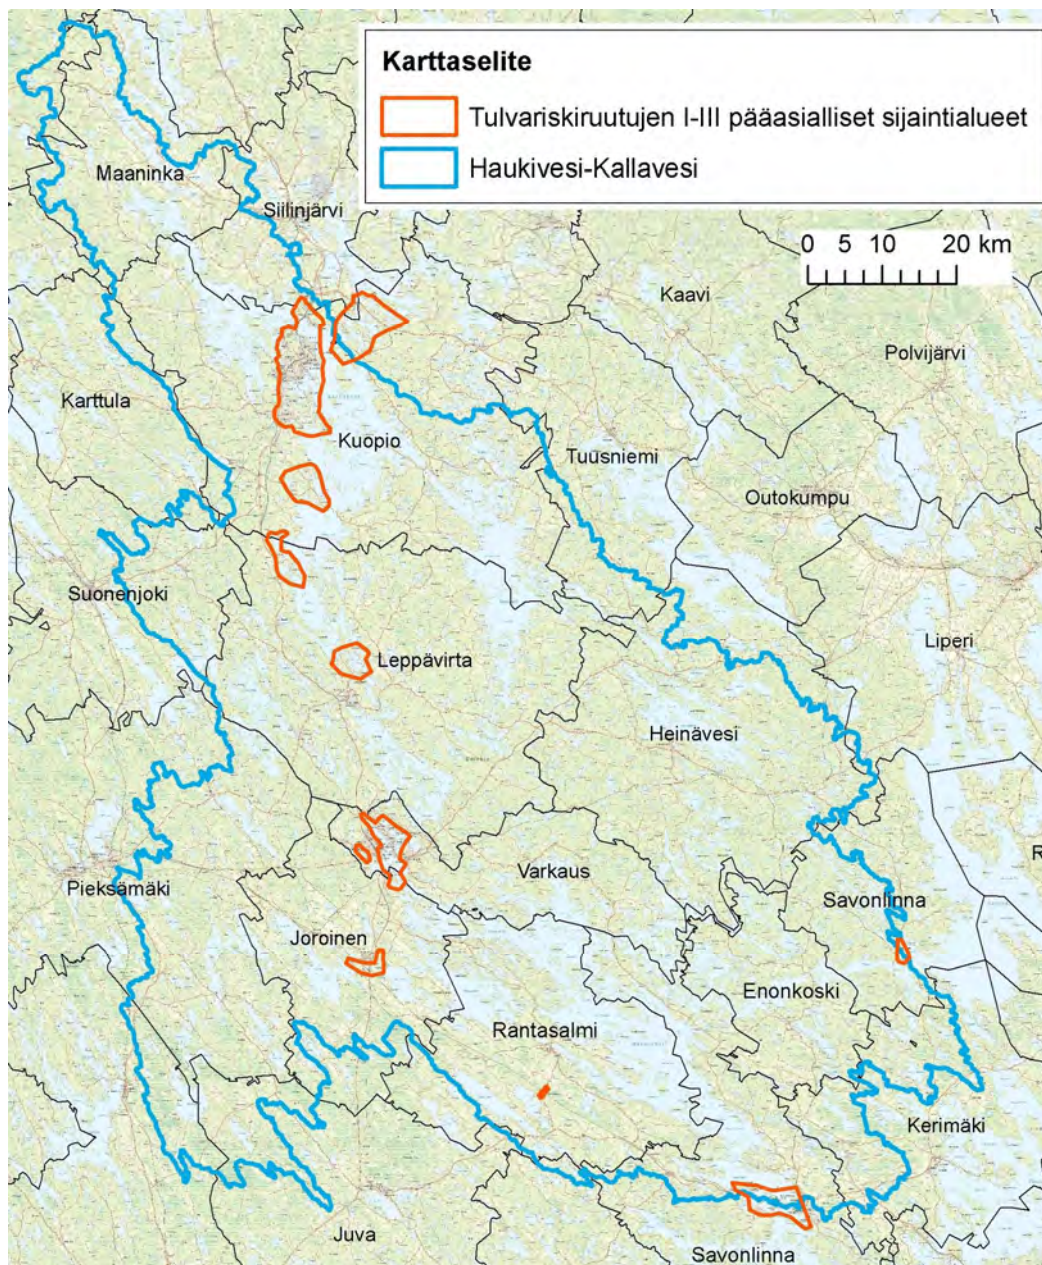 Karttaselite
Tulvariskiruutujen I-III pääasialliset sijaintialueet
Haukivesi-Kallavesi
0 5 10 20 km
Maaninka
Siilinjärvi
Kaavi
Polvijärvi
Karttula
Kuopio
Tuusniemi
Outokumpu
Suonenjoki
Liperi
Leppävirta
Heinävesi
R
Varkaus
Pieksämäki
Savonlinna
Joroinen
Enonkoski
Rantasalmi
Kerimäki
Juva
Savonlinna